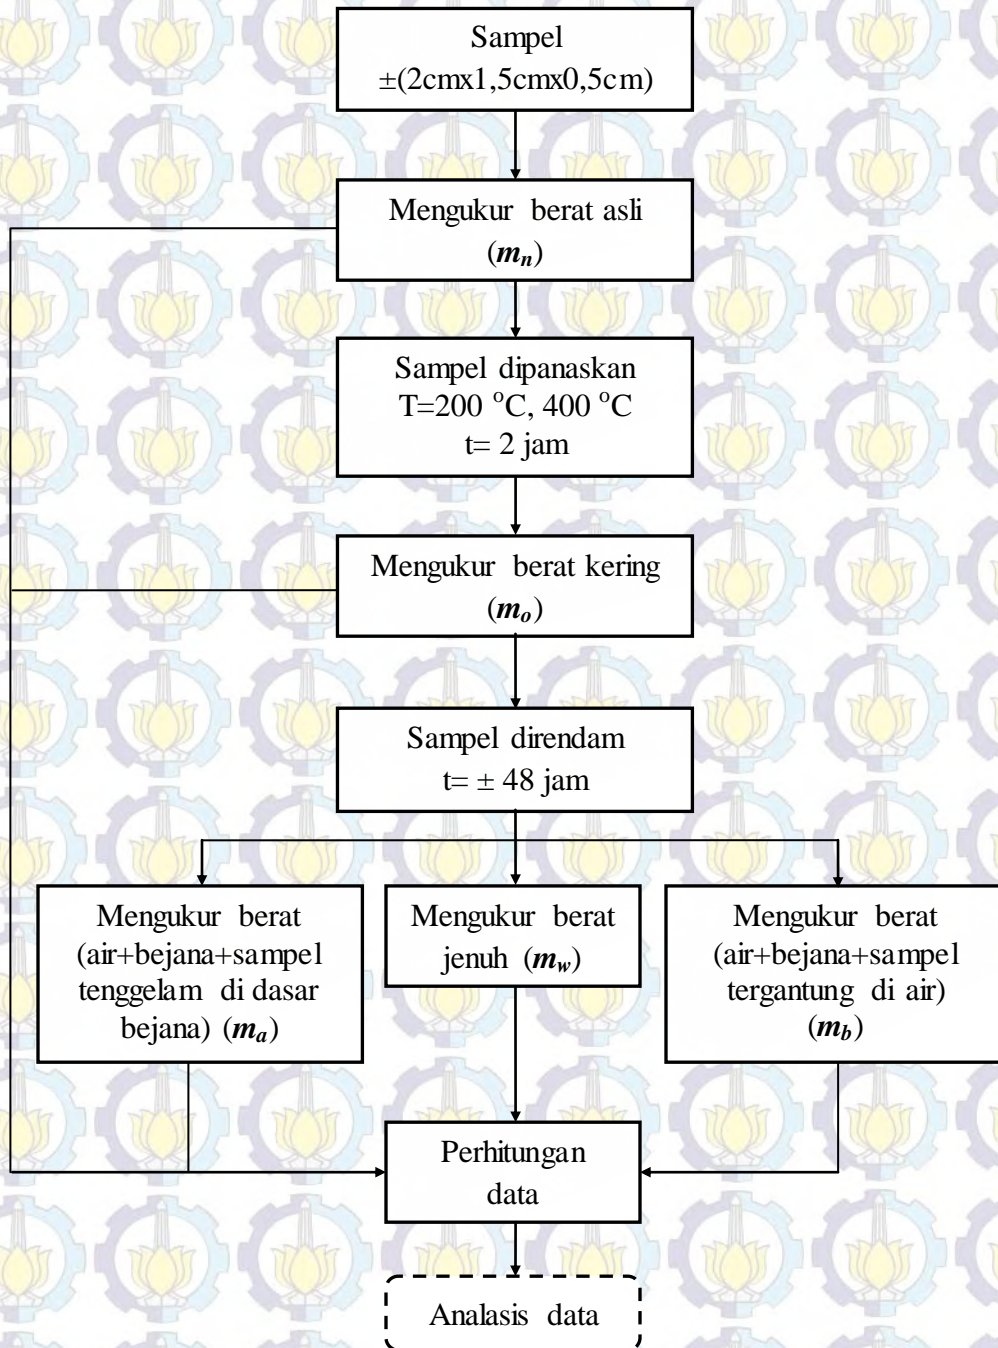 Sampel
±(2cmx1,5cmx0,5cm)
Mengukur berat asli
(mₙ)
Sampel dipanaskan
T=200 °C, 400 °C
t= 2 jam
Mengukur berat kering
(mₒ)
Sampel direndam
t= ± 48 jam
Mengukur berat
(air+bejana+sampel
tenggelam di dasar
bejana) (mₐ)
Mengukur berat
jenuh (m_w)
Mengukur berat
(air+bejana+sampel
tergantung di air)
(m_b)
Perhitungan
data
Analasis data